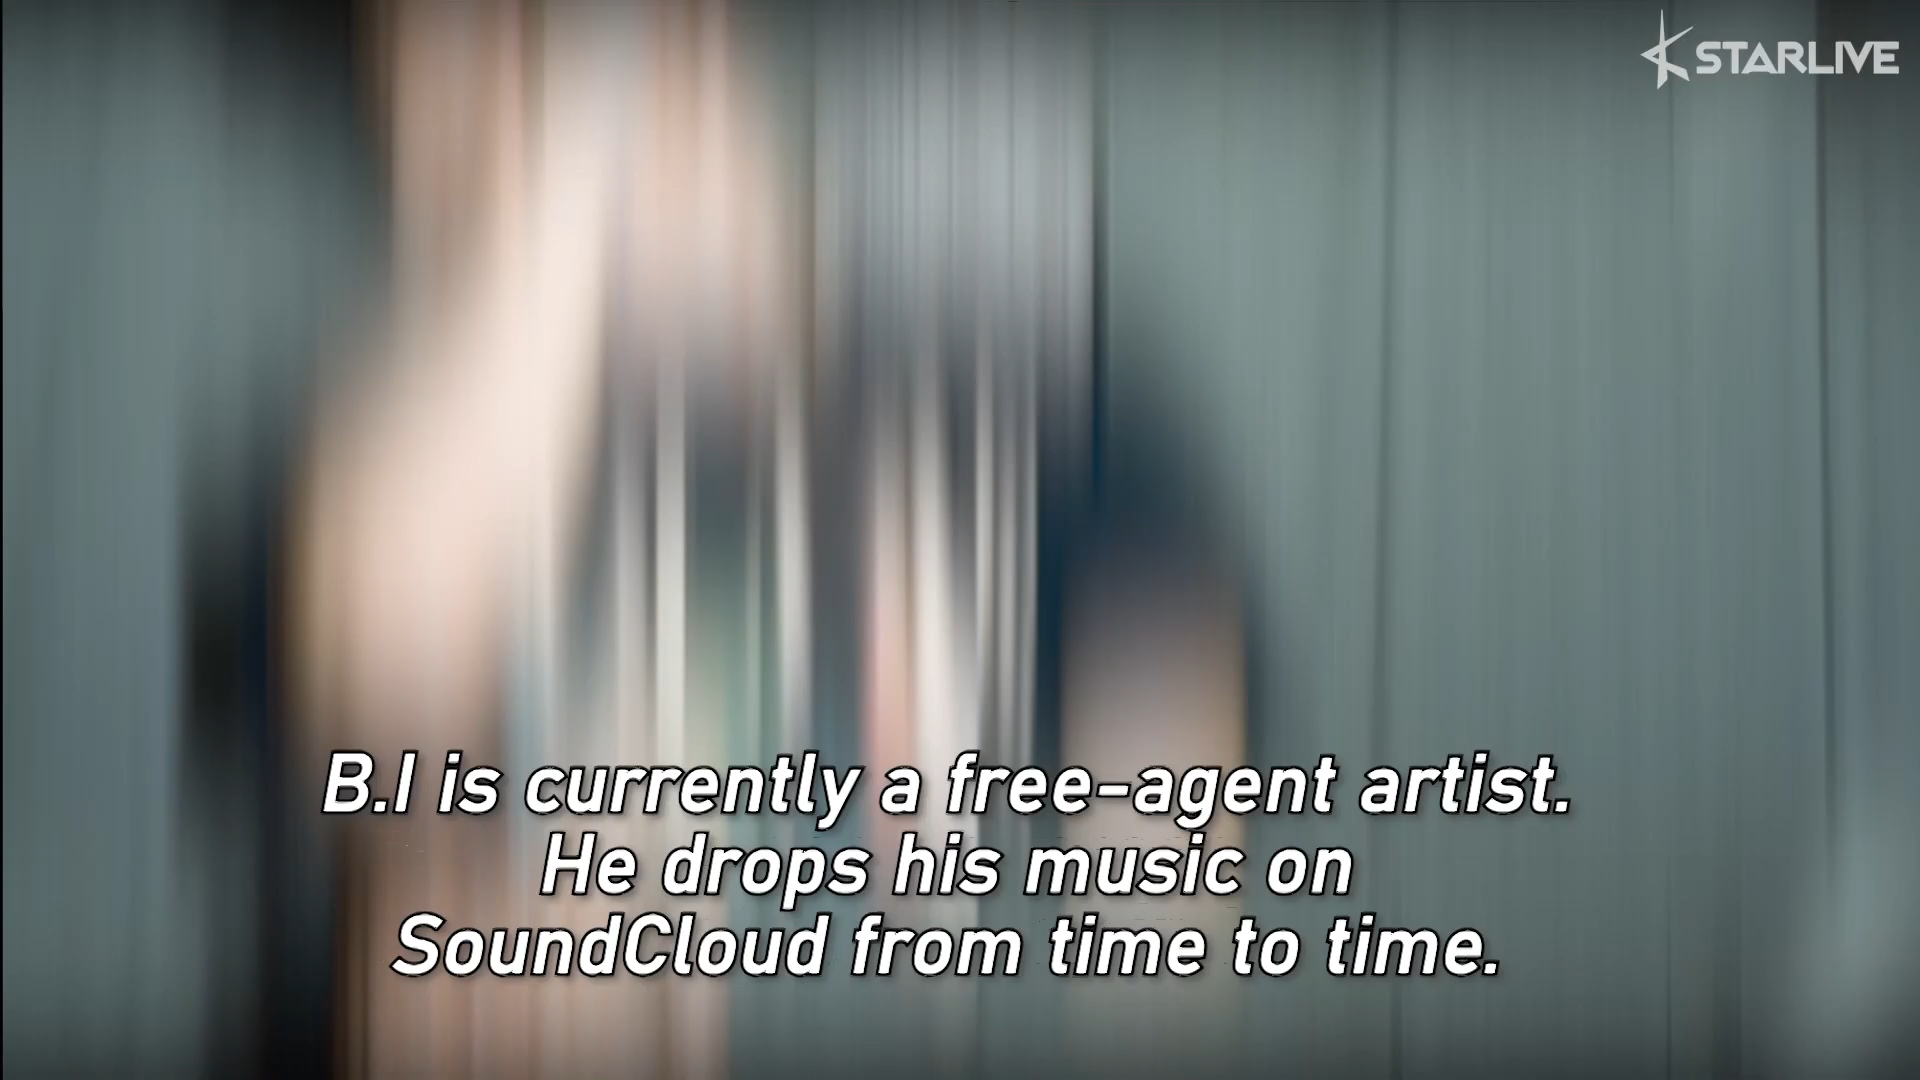 STARLIVE
B.I is currently a free-agent artist.
He drops his music on
SoundCloud from time to time.